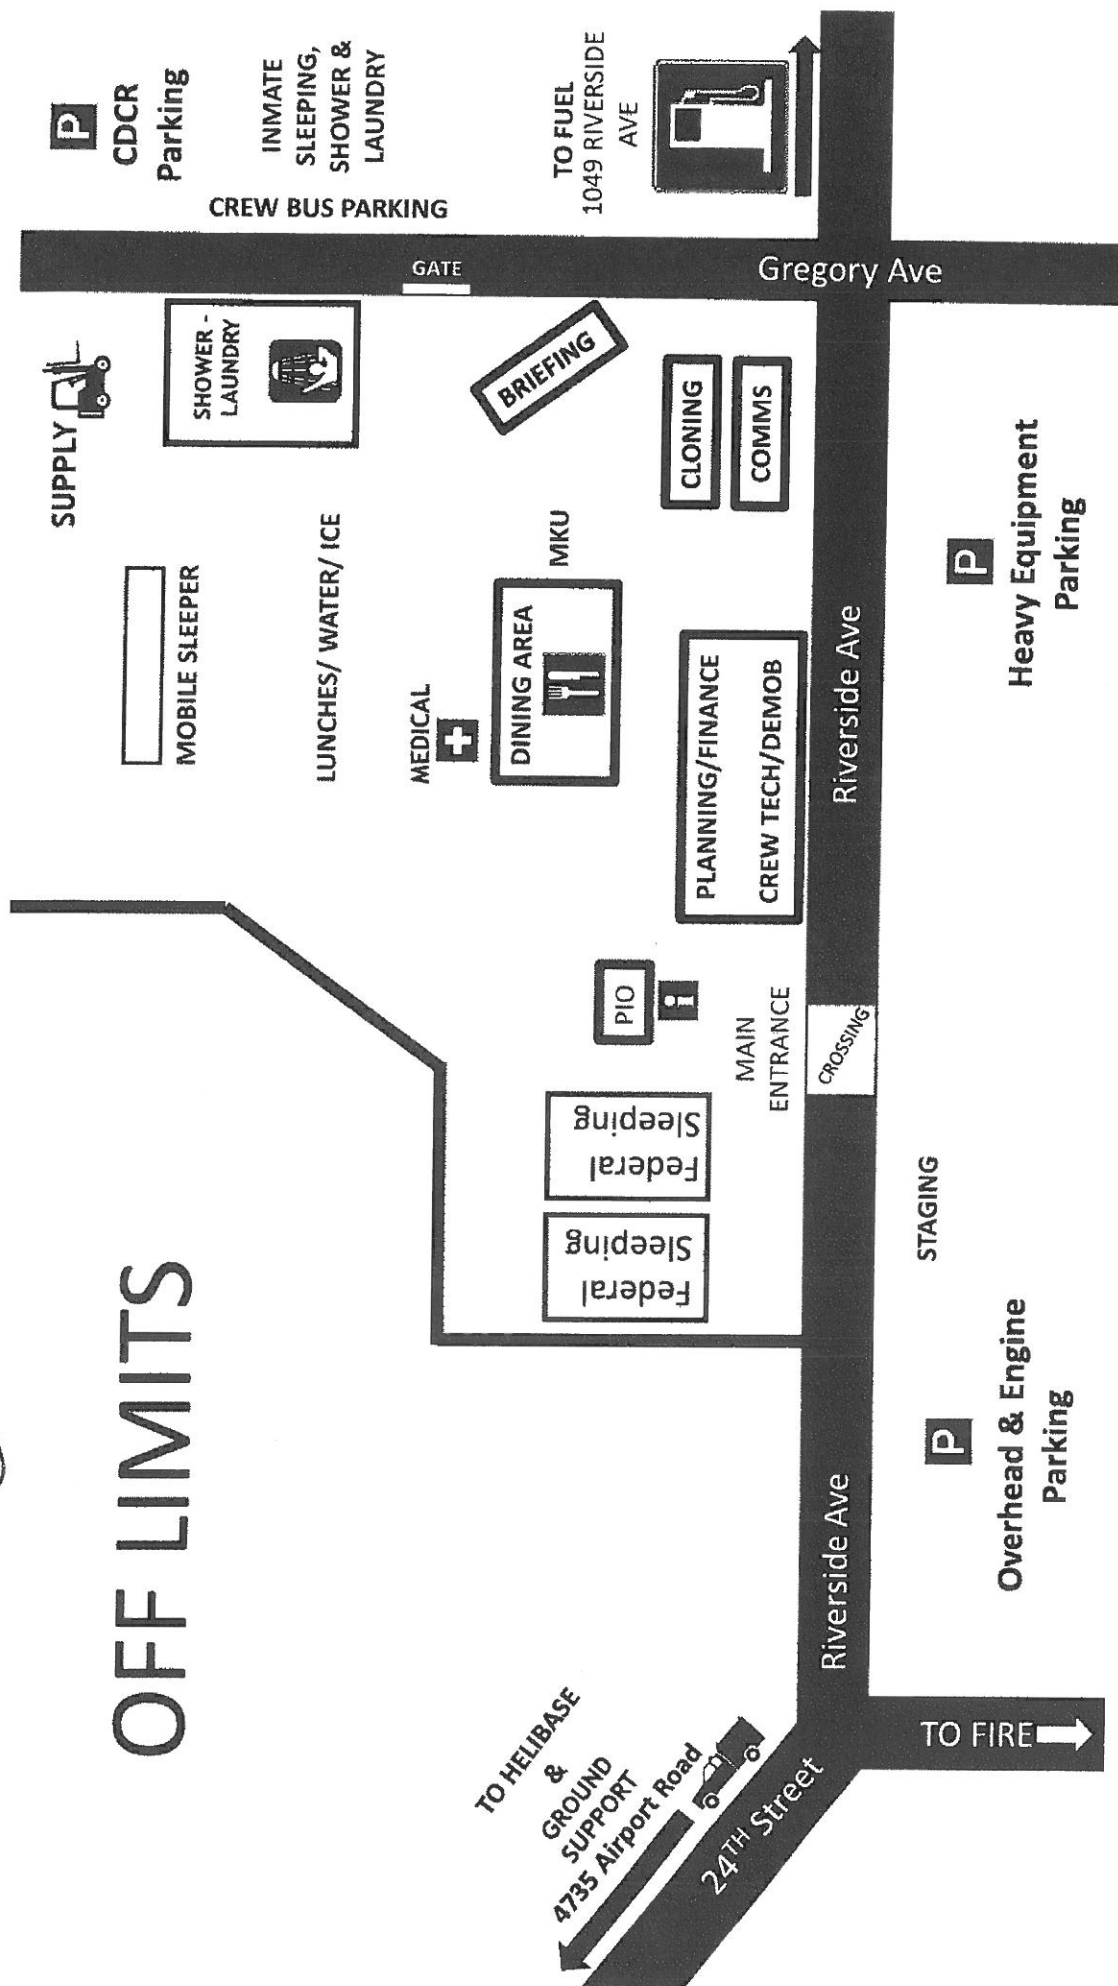 OFF LIMITS
SUPPLY
MOBILE SLEEPER
SHOWER -
LAUNDRY
LUNCHES/ WATER/ ICE
MEDICAL
DINING AREA
MKU
BRIEFING
CLONING
COMMS
PLANNING/FINANCE
CREW TECH/DEMOB
PIO
i
MAIN
ENTRANCE
CROSSING
Federal
Sleeping
Federal
Sleeping
TO HELIBASE
&
GROUND
SUPPORT
4735 Airport Road
24TH Street
TO FIRE
Riverside Ave
Riverside Ave
STAGING
P
Overhead & Engine
Parking
P
Heavy Equipment
Parking
Gregory Ave
GATE
CREW BUS PARKING
P
CDCR
Parking
INMATE
SLEEPING,
SHOWER &
LAUNDRY
TO FUEL
1049 RIVERSIDE
AVE